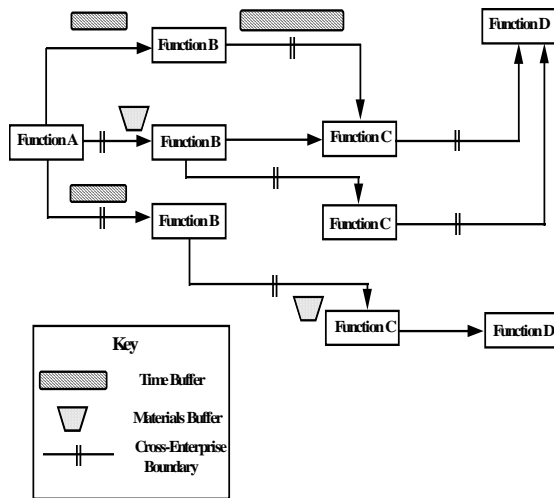 Function B
Function D
Function A
Function B
Function C
Function B
Function C
Function C
Function D
Key
Time Buffer
Materials Buffer
Cross-Enterprise
Boundary